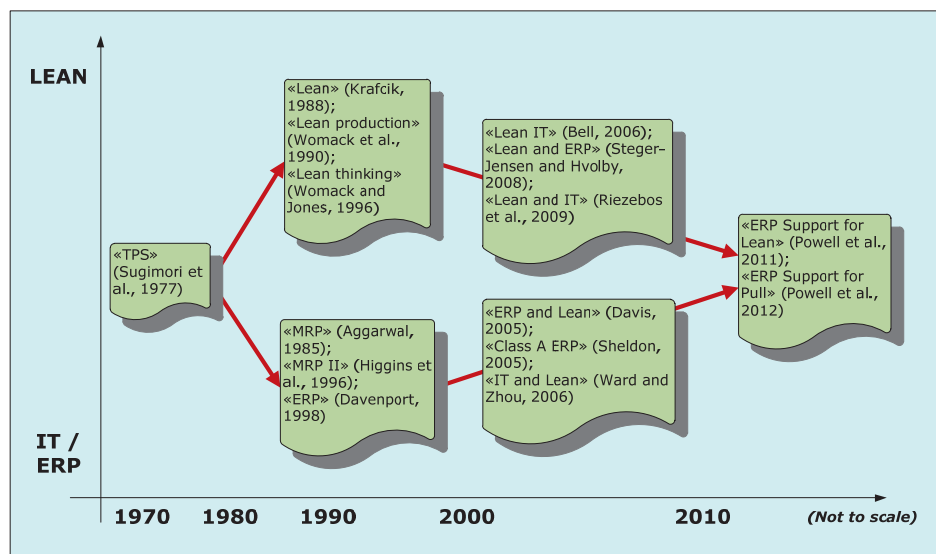 LEAN
«Lean» (Krafcik,
1988);
«Lean production»
(Womack et al.,
1990);
«Lean thinking»
(Womack and
Jones, 1996)
«Lean IT» (Bell, 2006);
«Lean and ERP» (Steger–
Jensen and Hvolby,
2008);
«Lean and IT» (Riezebos
et al., 2009)
«TPS»
(Sugimori et
al., 1977)
«ERP Support for
Lean» (Powell et al.,
2011);
«ERP Support for
Pull» (Powell et al.,
2012)
«MRP» (Aggarwal,
1985);
«MRP II» (Higgins et
al., 1996);
«ERP» (Davenport,
1998)
«ERP and Lean» (Davis,
2005);
«Class A ERP» (Sheldon,
2005);
«IT and Lean» (Ward and
Zhou, 2006)
IT /
ERP
1970 1980 1990 2000 2010 (Not to scale)